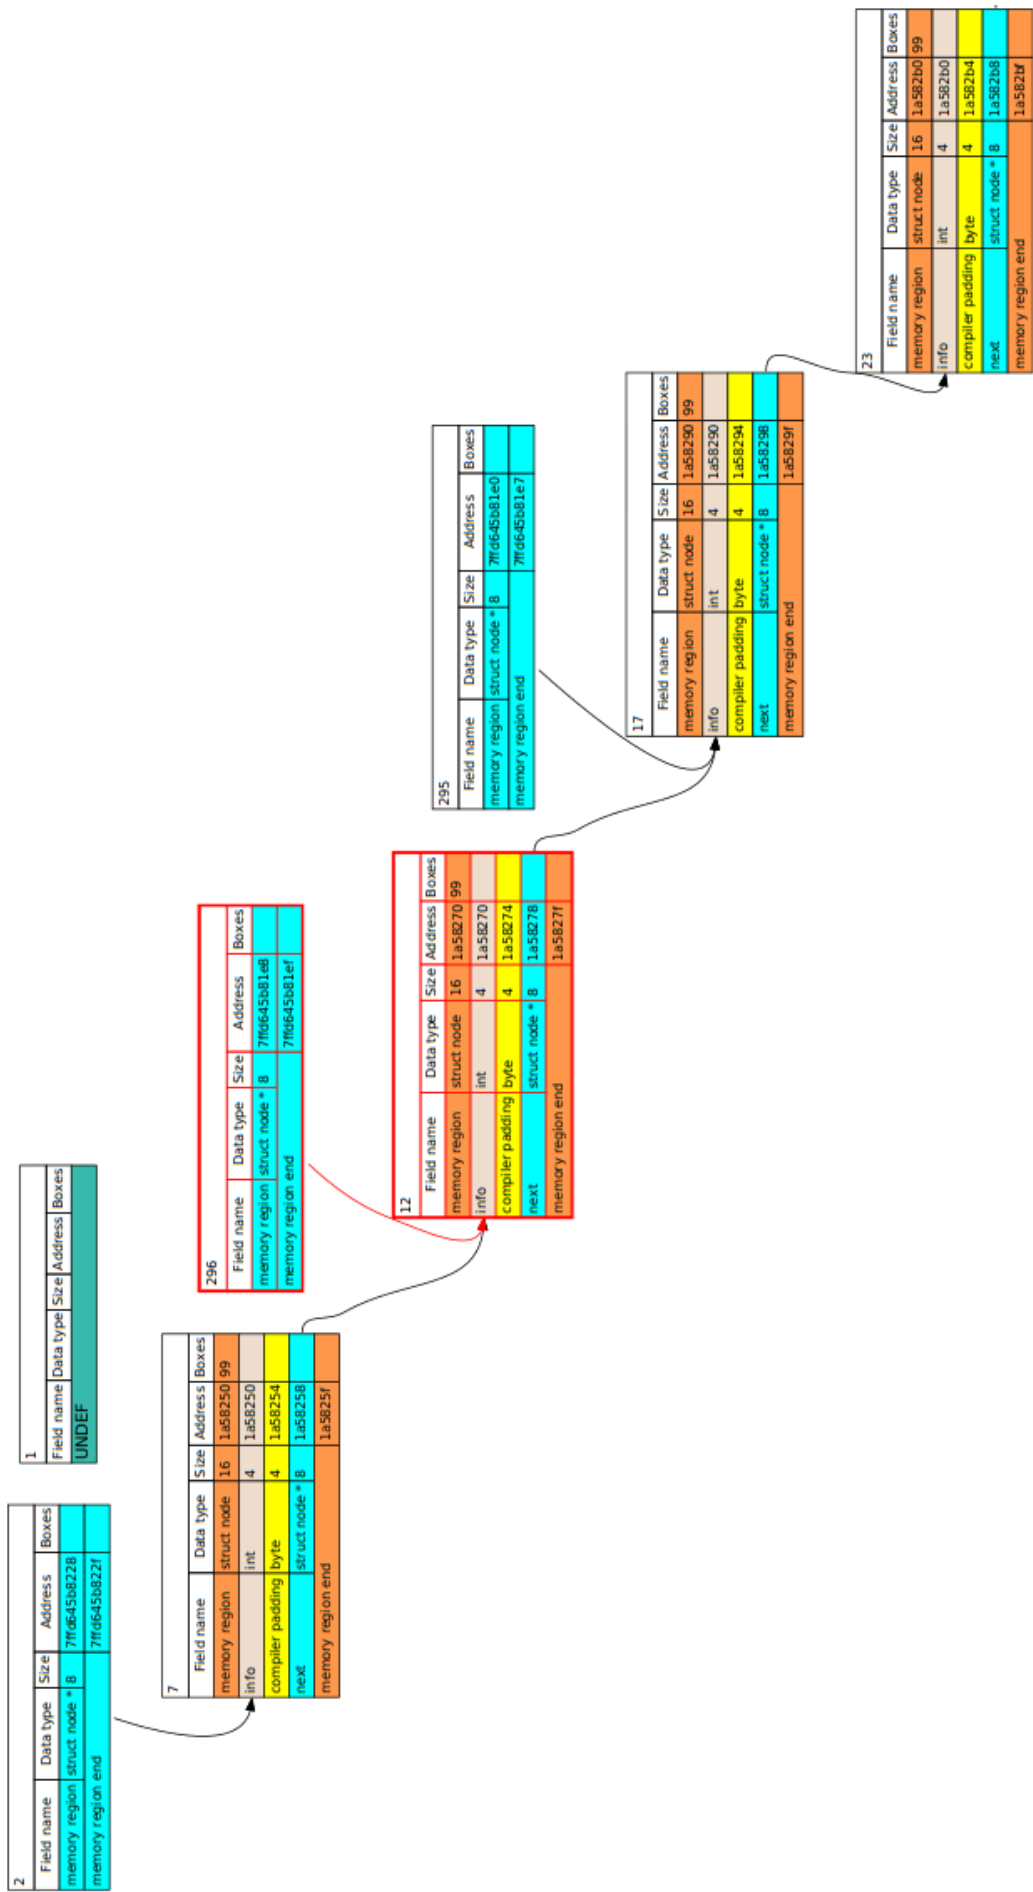 2
Field name Data type Size Address Boxes
memory region struct node * 8 7ffd645b8228
memory region end 7ffd645b822f
1
Field name Data type Size Address Boxes
UNDEF
7
Field name Data type Size Address Boxes
memory region struct node 16 1a58250 99
info int 4 1a58250
compiler padding byte 4 1a58254
next struct node * 8 1a58258
memory region end 1a5825f
296
Field name Data type Size Address Boxes
memory region struct node * 8 7ffd645b81e8
memory region end 7ffd645b81ef
12
Field name Data type Size Address Boxes
memory region struct node 16 1a58270 99
info int 4 1a58270
compiler padding byte 4 1a58274
next struct node * 8 1a58278
memory region end 1a5827f
295
Field name Data type Size Address Boxes
memory region struct node * 8 7ffd645b81e0
memory region end 7ffd645b81e7
17
Field name Data type Size Address Boxes
memory region struct node 16 1a58290 99
info int 4 1a58290
compiler padding byte 4 1a58294
next struct node * 8 1a58298
memory region end 1a5829f
23
Field name Data type Size Address Boxes
memory region struct node 16 1a582b0 99
info int 4 1a582b0
compiler padding byte 4 1a582b4
next struct node * 8 1a582b8
memory region end 1a582bf